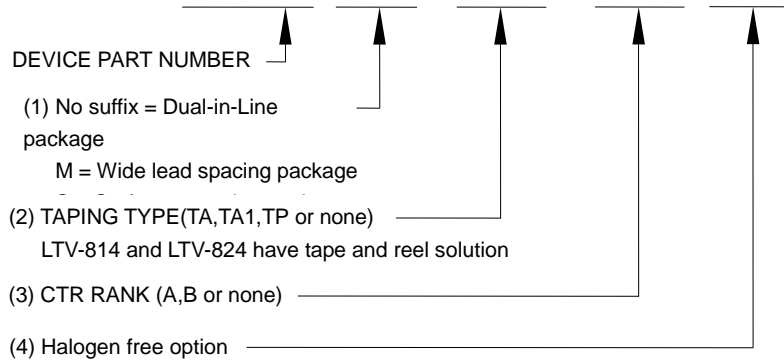 DEVICE PART NUMBER
(1) No suffix = Dual-in-Line
package
M = Wide lead spacing package
(2) TAPING TYPE(TA,TA1,TP or none)
LTV-814 and LTV-824 have tape and reel solution
(3) CTR RANK (A,B or none)
(4) Halogen free option